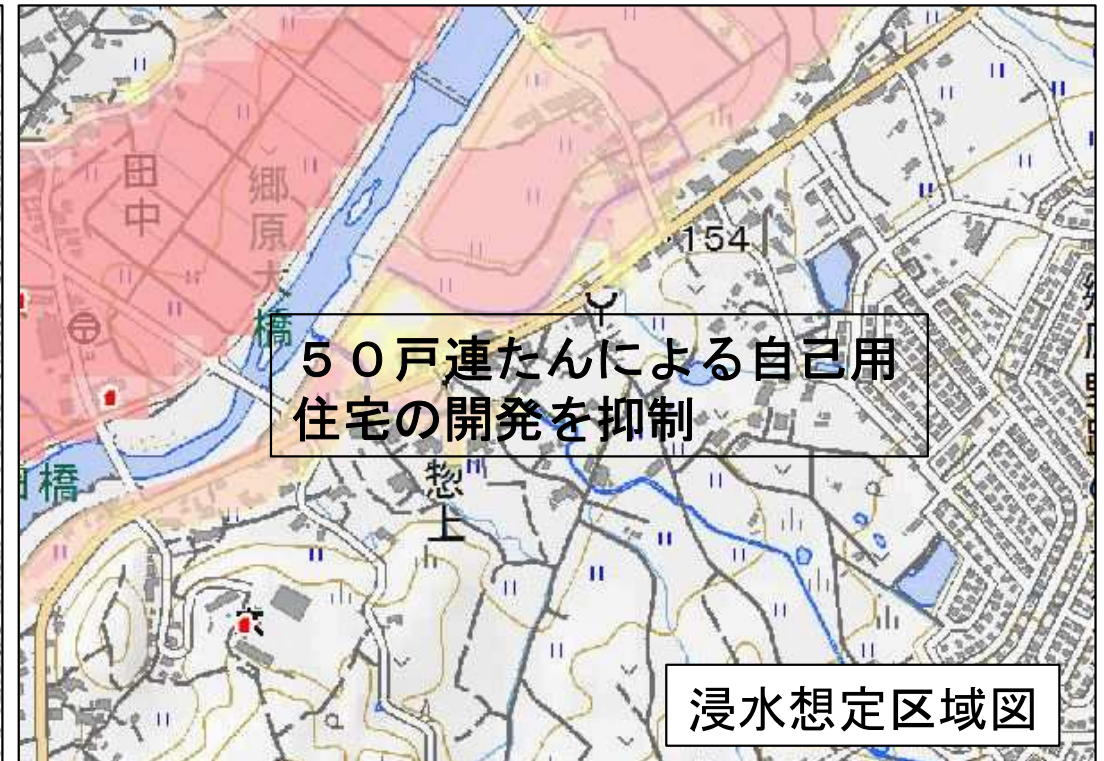 田中
郷原大橋
154
５０戸連たんによる自己用
住宅の開発を抑制
惣上
橋
浸水想定区域図